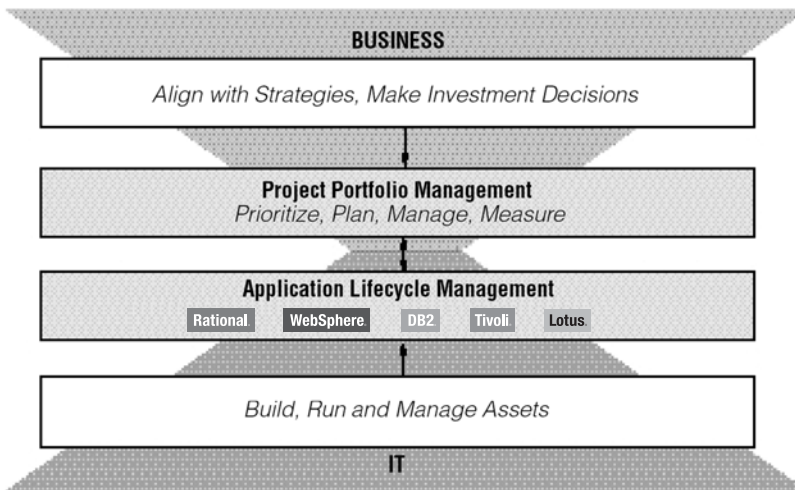 BUSINESS
Align with Strategies, Make Investment Decisions
Project Portfolio Management
Prioritize, Plan, Manage, Measure
Application Lifecycle Management
Rational. WebSphere. DB2. Tivoli. Lotus.
Build, Run and Manage Assets
IT